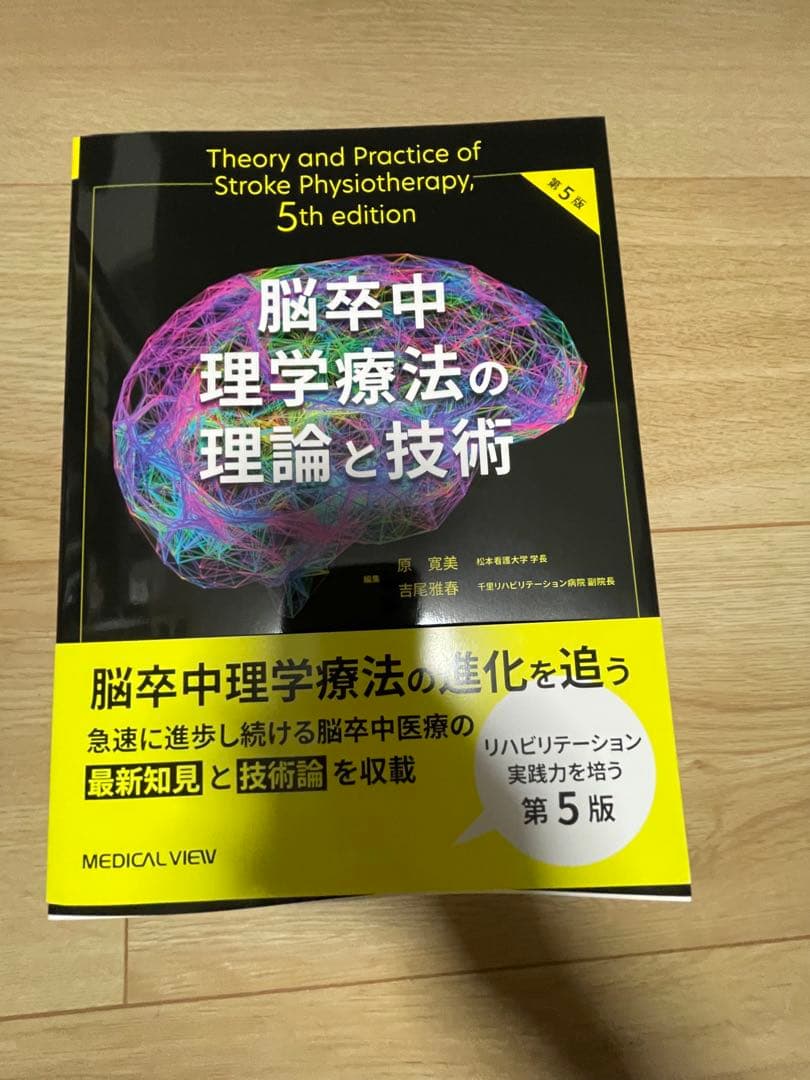 Theory and Practice of
Stroke Physiotherapy,
5th edition
第5版
脳卒中
理学療法の
理論と技術
編集
原 寛美 松本看護大学 学長
吉尾雅春 千里リハビリテーション病院 副院長
脳卒中理学療法の進化を追う
急速に進歩し続ける脳卒中医療の
最新知見と技術論を収載
リハビリテーション
実践力を培う
第5版
MEDICAL VIEW